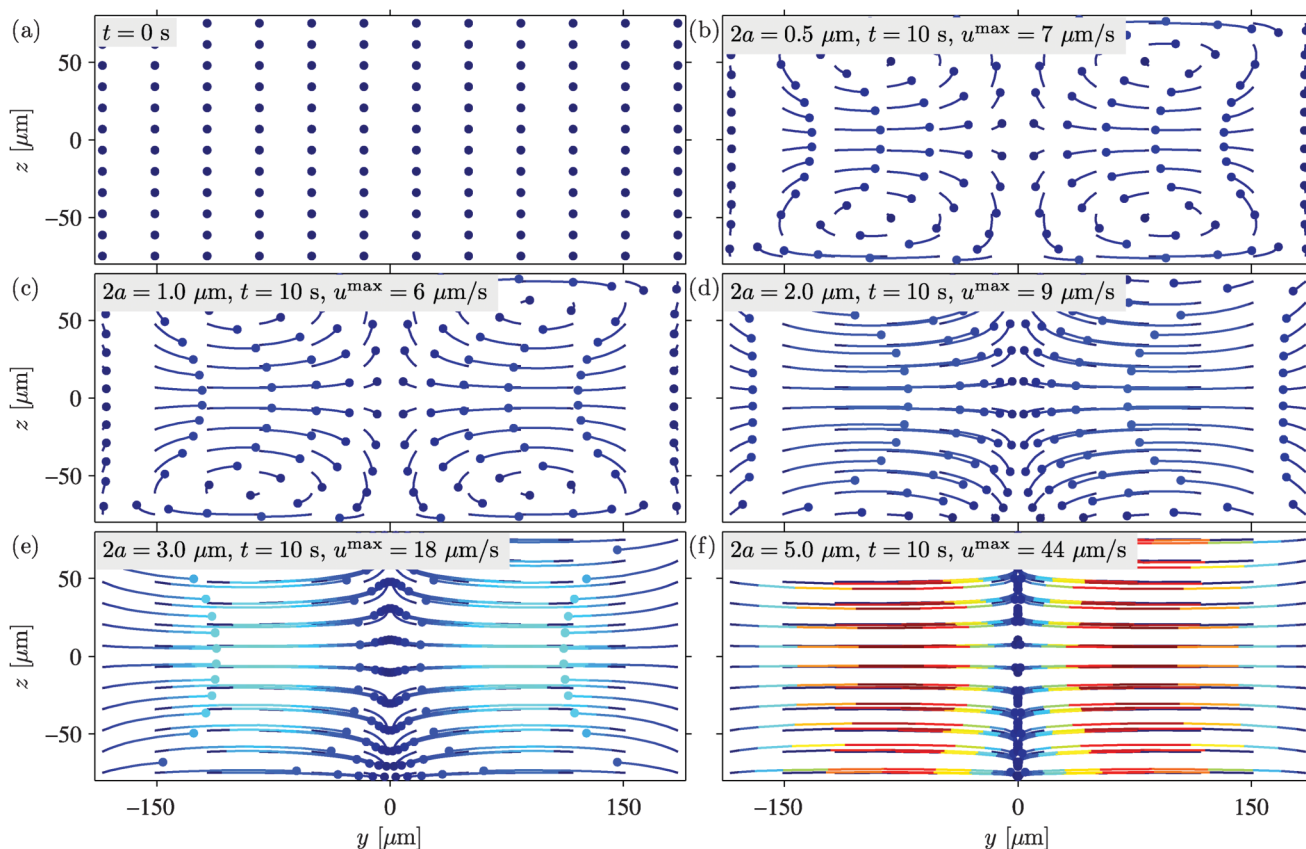 (a) t = 0 s
(b) 2a = 0.5 μm, t = 10 s, u^max = 7 μm/s
50
0
−50
z [μm]
(c) 2a = 1.0 μm, t = 10 s, u^max = 6 μm/s
(d) 2a = 2.0 μm, t = 10 s, u^max = 9 μm/s
50
0
−50
z [μm]
(e) 2a = 3.0 μm, t = 10 s, u^max = 18 μm/s
(f) 2a = 5.0 μm, t = 10 s, u^max = 44 μm/s
50
0
−50
z [μm]
−150 0 150
−150 0 150
y [μm]
y [μm]